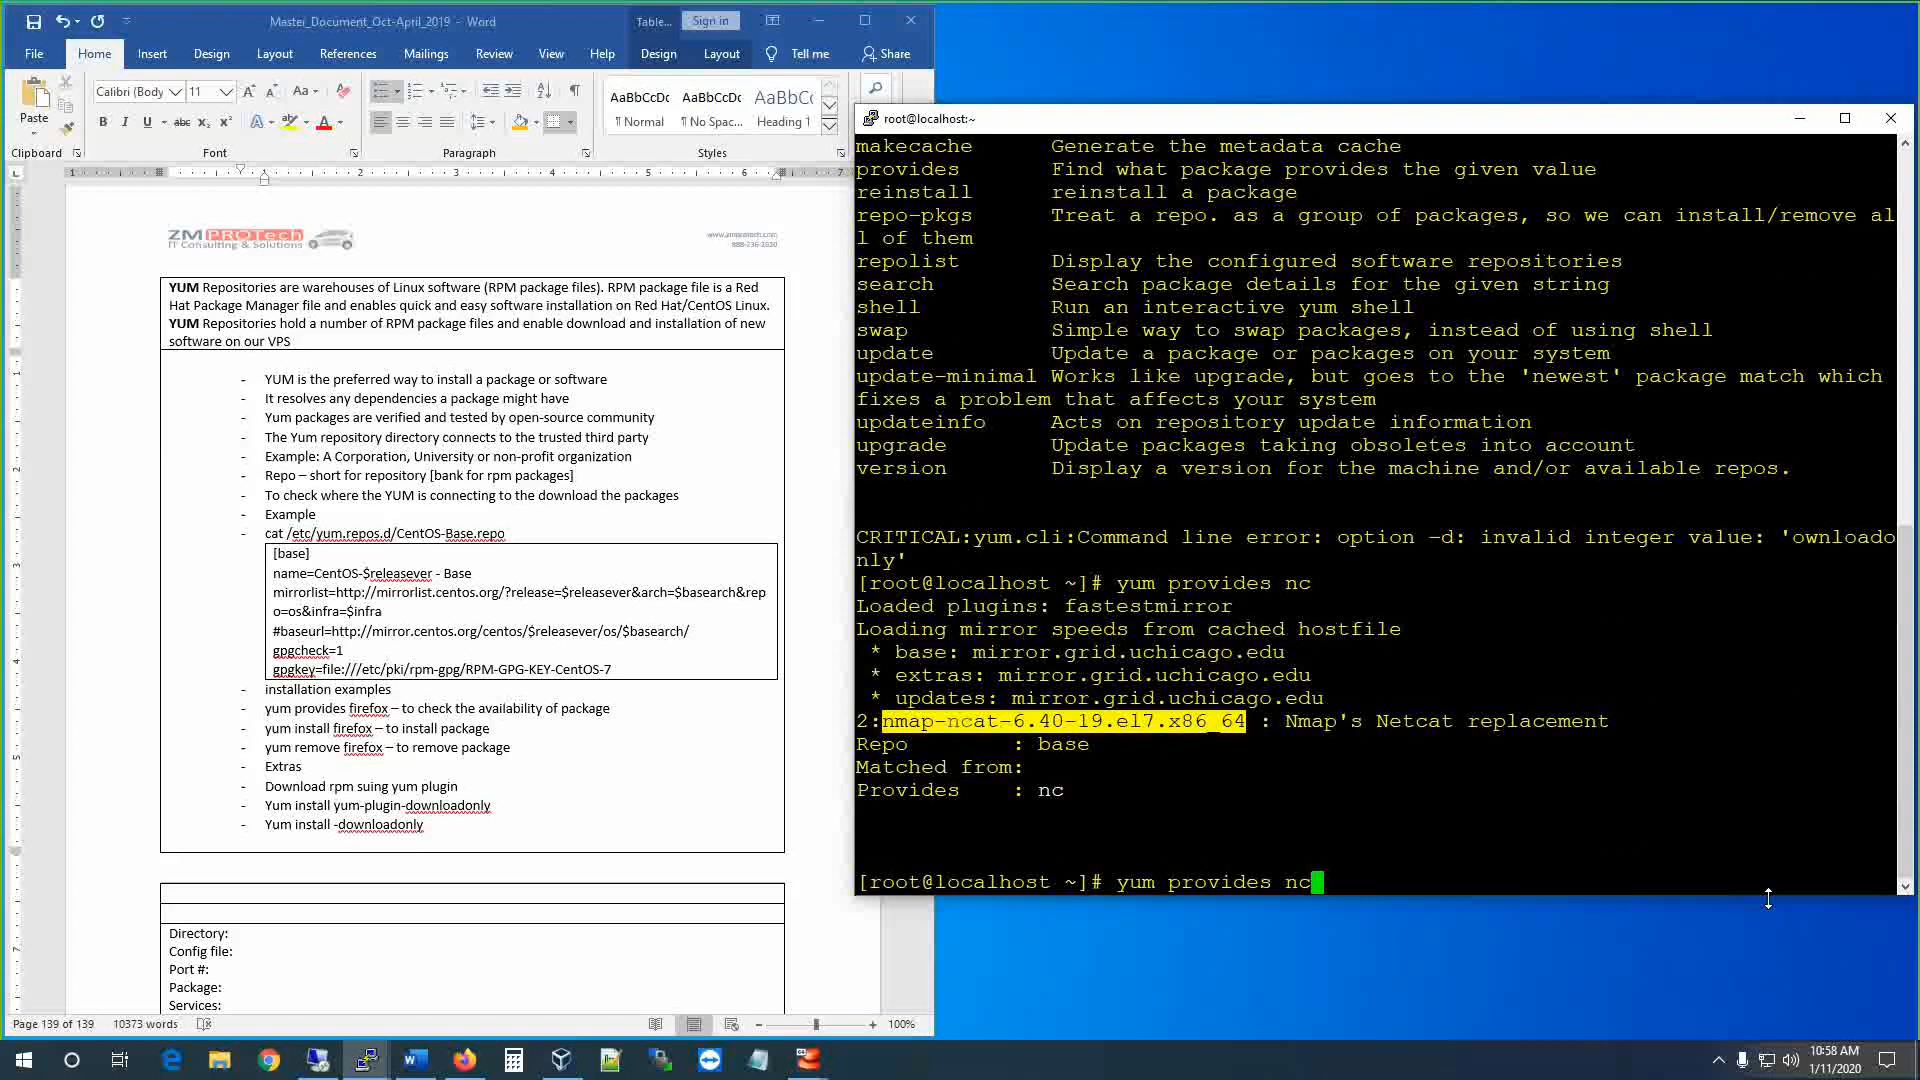 Master_Document_Oct-April_2019 - Word
Table...
Sign in
File
Home
Insert
Design
Layout
References
Mailings
Review
View
Help
Design
Layout
Tell me
Share
Paste
Calibri (Body
11
AaBbCcDc
AaBbCcDc
AaBbC
¶ Normal
¶ No Spac...
Heading 1
Clipboard
Font
Paragraph
Styles
ZM PROTech
IT Consulting & Solutions
www.zmprotech.com
YUM Repositories are warehouses of Linux software (RPM package files). RPM package file is a Red
Hat Package Manager file and enables quick and easy software installation on Red Hat/CentOS Linux.
YUM Repositories hold a number of RPM package files and enable download and installation of new
software on our VPS
- YUM is the preferred way to install a package or software
- It resolves any dependencies a package might have
- Yum packages are verified and tested by open-source community
- The Yum repository directory connects to the trusted third party
- Example: A Corporation, University or non-profit organization
- Repo – short for repository [bank for rpm packages]
- To check where the YUM is connecting to the download the packages
- Example
- cat /etc/yum.repos.d/CentOS-Base.repo
[base]
name=CentOS-$releasever - Base
mirrorlist=http://mirrorlist.centos.org/?release=$releasever&arch=$basearch&rep
o=os&infra=$infra
#baseurl=http://mirror.centos.org/centos/$releasever/os/$basearch/
gpgcheck=1
gpgkey=file:///etc/pki/rpm-gpg/RPM-GPG-KEY-CentOS-7
- installation examples
- yum provides firefox – to check the availability of package
- yum install firefox – to install package
- yum remove firefox – to remove package
- Extras
- Download rpm suing yum plugin
- Yum install yum-plugin-downloadonly
- Yum install -downloadonly
Directory:
Config file:
Port #:
Package:
Services:
Page 139 of 139
10373 words
100%
root@localhost:~
makecache Generate the metadata cache
provides Find what package provides the given value
reinstall reinstall a package
repo-pkgs Treat a repo. as a group of packages, so we can install/remove al
l of them
repolist Display the configured software repositories
search Search package details for the given string
shell Run an interactive yum shell
swap Simple way to swap packages, instead of using shell
update Update a package or packages on your system
update-minimal Works like upgrade, but goes to the 'newest' package match which
fixes a problem that affects your system
updateinfo Acts on repository update information
upgrade Update packages taking obsoletes into account
version Display a version for the machine and/or available repos.
CRITICAL:yum.cli:Command line error: option -d: invalid integer value: 'ownloado
nly'
[root@localhost ~]# yum provides nc
Loaded plugins: fastestmirror
Loading mirror speeds from cached hostfile
* base: mirror.grid.uchicago.edu
* extras: mirror.grid.uchicago.edu
* updates: mirror.grid.uchicago.edu
2:nmap-ncat-6.40-19.el7.x86_64 : Nmap's Netcat replacement
Repo : base
Matched from:
Provides : nc
[root@localhost ~]# yum provides nc
10:58 AM
1/11/2020